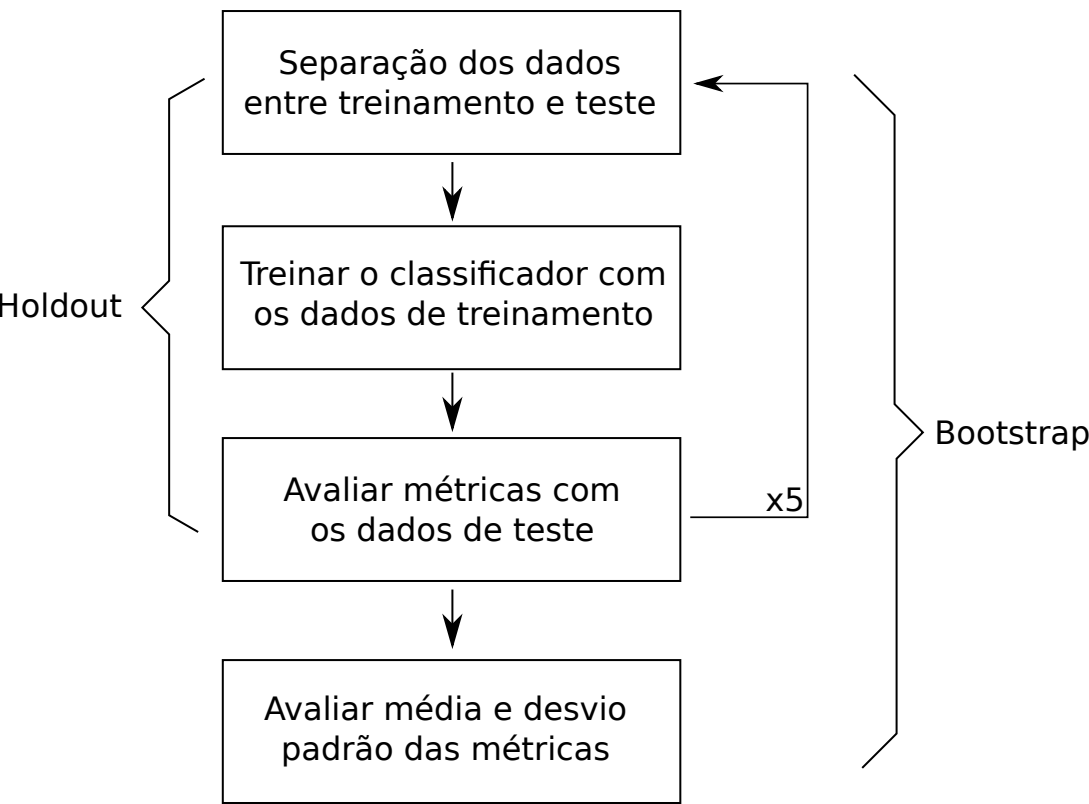 Separação dos dados
entre treinamento e teste
Treinar o classificador com
os dados de treinamento
Holdout
Bootstrap
Avaliar métricas com
os dados de teste
x5
Avaliar média e desvio
padrão das métricas